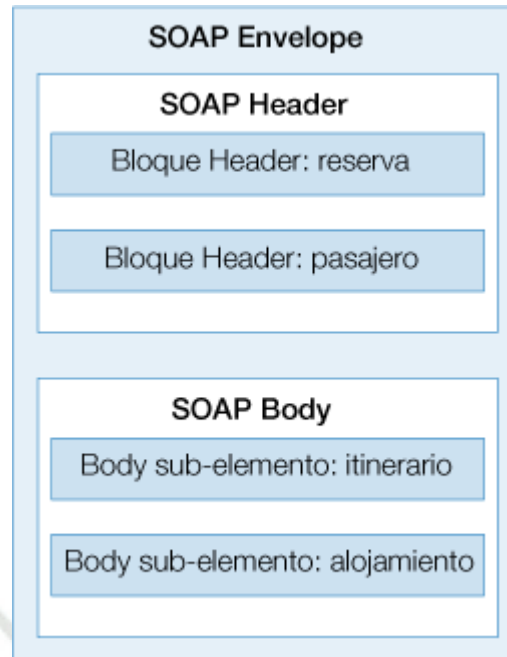 SOAP Envelope
SOAP Header
Bloque Header: reserva
Bloque Header: pasajero
SOAP Body
Body sub-elemento: itinerario
Body sub-elemento: alojamiento